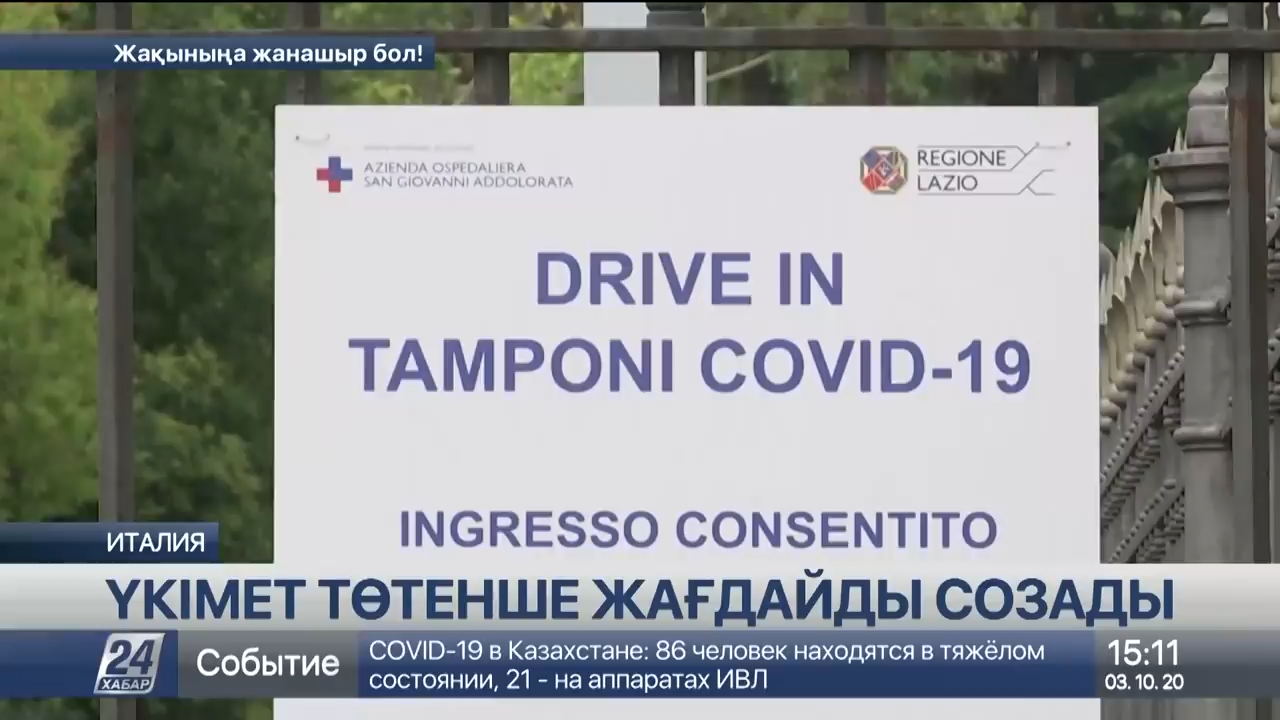 Жақыныңа жанашыр бол!
AZIENDA OSPEDALIERA
SAN GIOVANNI ADDOLORATA
REGIONE
LAZIO
DRIVE IN
TAMPONI COVID-19
INGRESSO CONSENTITO
ИТАЛИЯ
ҮКІМЕТ ТӨТЕНШЕ ЖАҒДАЙДЫ СОЗАДЫ
24
ХАБАР
Событие
COVID-19 в Казахстане: 86 человек находятся в тяжёлом
состоянии, 21 - на аппаратах ИВЛ
15:11
03. 10. 20